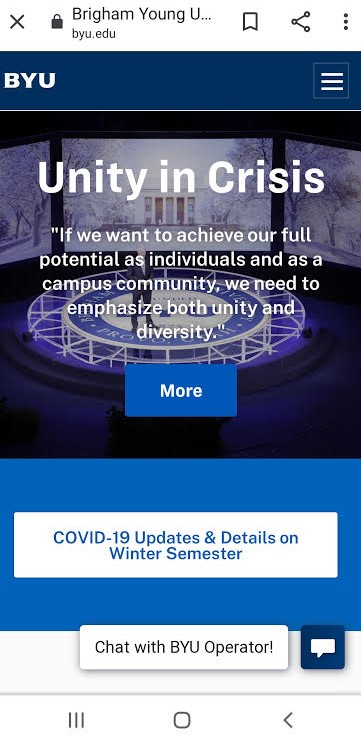 Brigham Young U...
byu.edu
BYU
Unity in Crisis
"If we want to achieve our full
potential as individuals and as a
campus community, we need to
emphasize both unity and
diversity."
More
COVID-19 Updates & Details on
Winter Semester
Chat with BYU Operator!